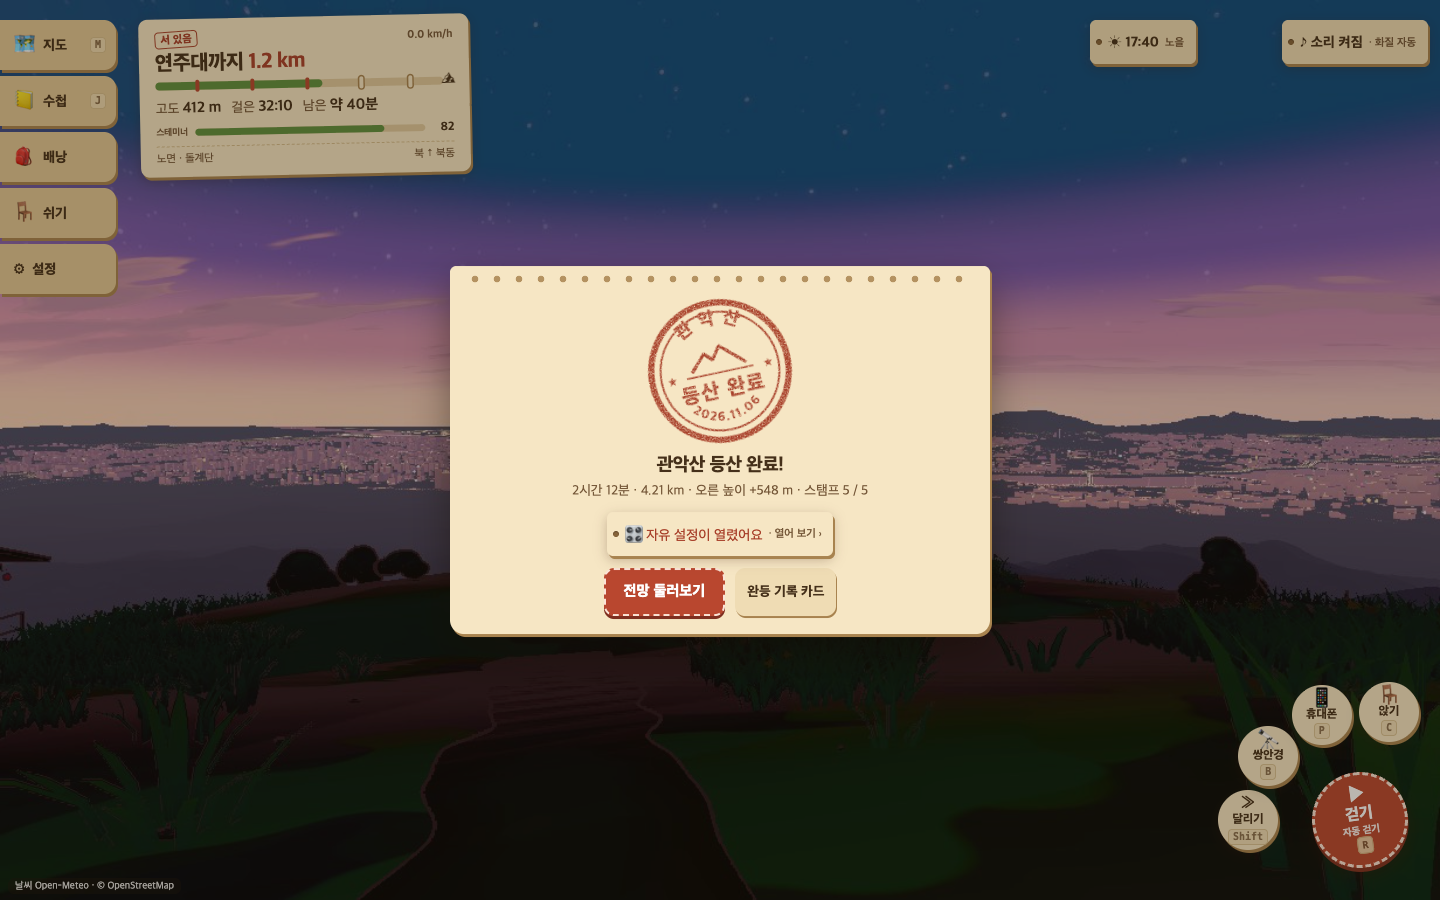 지도 M
수첩 J
배낭
쉬기
설정
서 있음
0.0 km/h
연주대까지 1.2 km
고도 412 m 걸은 32:10 남은 약 40분
스테미너 82
노면 · 돌계단
북 ↑ 북동
17:40 노을
♪ 소리 켜짐 · 화질 자동
관악산
등산 완료
2026.11.06
관악산 등산 완료!
2시간 12분 · 4.21 km · 오른 높이 +548 m · 스탬프 5 / 5
자유 설정이 열렸어요 · 열어 보기 ›
전망 둘러보기
완등 기록 카드
휴대폰
P
앉기
C
쌍안경
B
달리기
Shift
걷기
자동 걷기
R
날씨 Open-Meteo · © OpenStreetMap